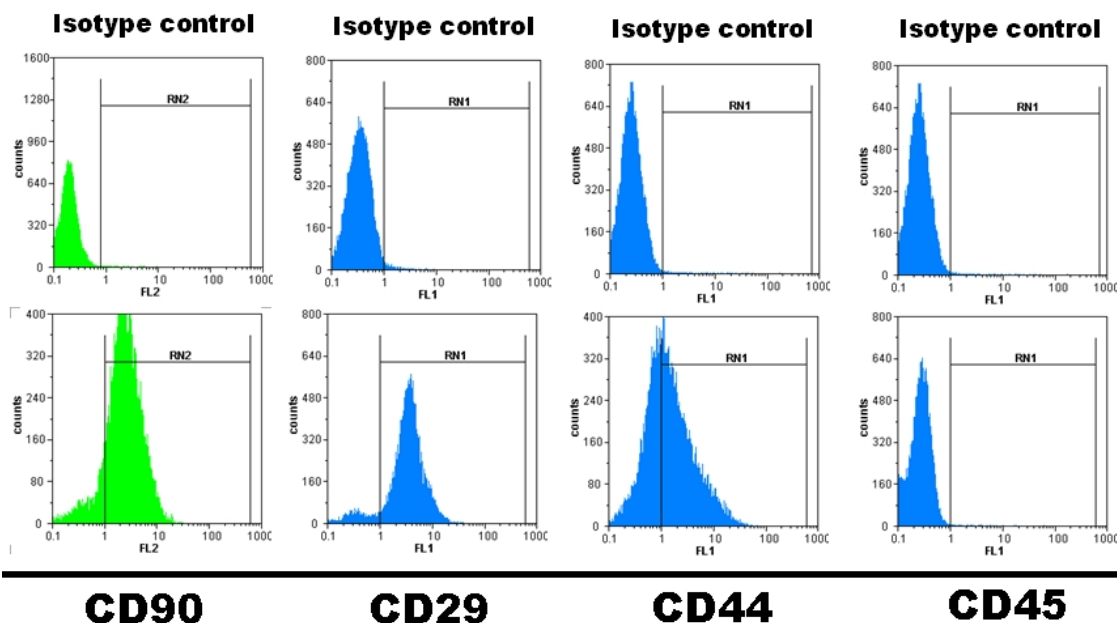 Isotype control Isotype control Isotype control Isotype control
1600
1280
960
640
320
0
counts
RN2
0.1 1 10 100 1000
FL2
800
640
480
320
160
0
counts
RN1
0.1 1 10 100 1000
FL1
800
640
480
320
160
0
counts
RN1
0.1 1 10 100 1000
FL1
800
640
480
320
160
0
counts
RN1
0.1 1 10 100 1000
FL1
400
320
240
160
80
0
counts
RN2
0.1 1 10 100 1000
FL2
800
640
480
320
160
0
counts
RN1
0.1 1 10 100 1000
FL1
400
320
240
160
80
0
counts
RN1
0.1 1 10 100 1000
FL1
800
640
480
320
160
0
counts
RN1
0.1 1 10 100 1000
FL1
CD90 CD29 CD44 CD45